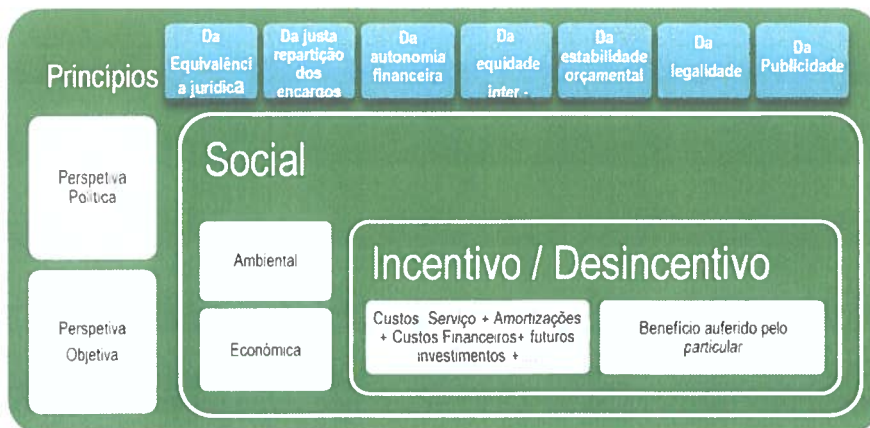 Princípios
Da
Equivalênci
a jurídica
Da justa
repartição
dos
encargos
Da
autonomia
financeira
Da
equidade
inter -
Da
estabilidade
orçamental
Da
legalidade
Da
Publicidade
Perspetiva
Política
Perspetiva
Objetiva
Social
Ambiental
Económica
Incentivo / Desincentivo
Custos Serviço + Amortizações
+ Custos Financeiros+ futuros
investimentos +
Benefício auferido pelo
particular